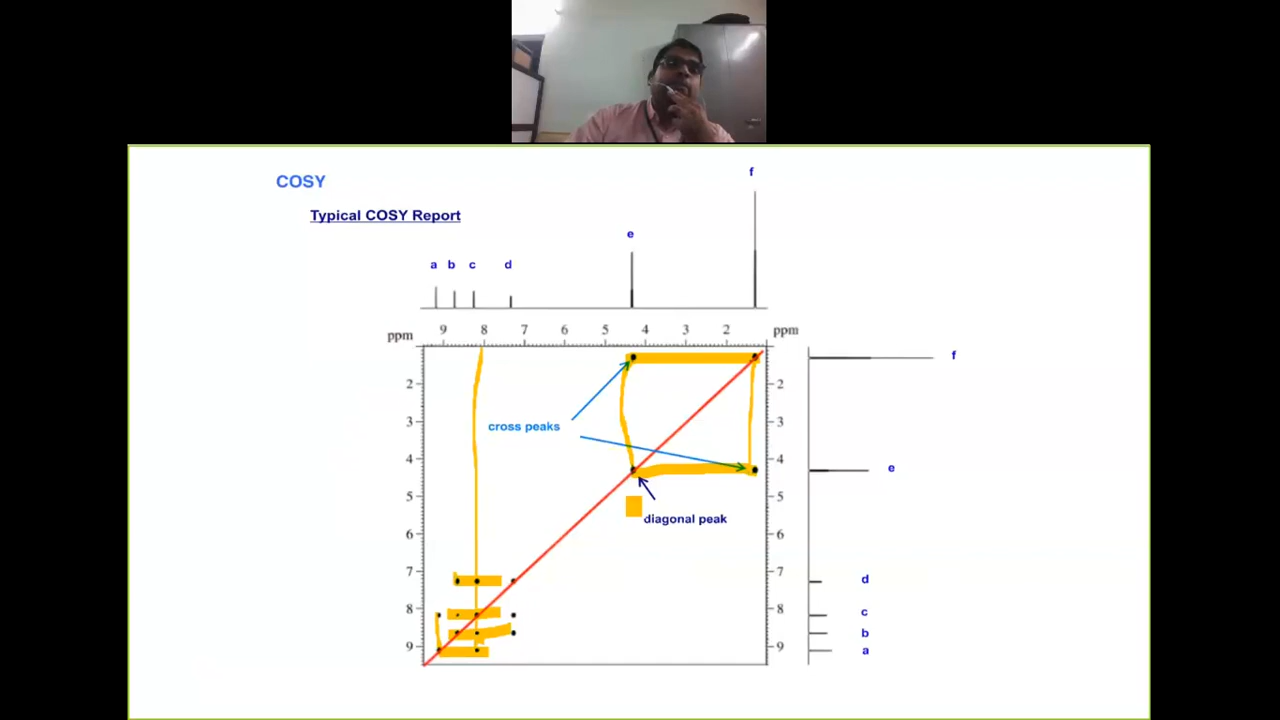 COSY
Typical COSY Report
f
e
a b c d
ppm 9 8 7 6 5 4 3 2 ppm
f
2 2
3 3
cross peaks
4 4
e
5 5
diagonal peak
6 6
7 7
d
8 8
c
b
9 9
a